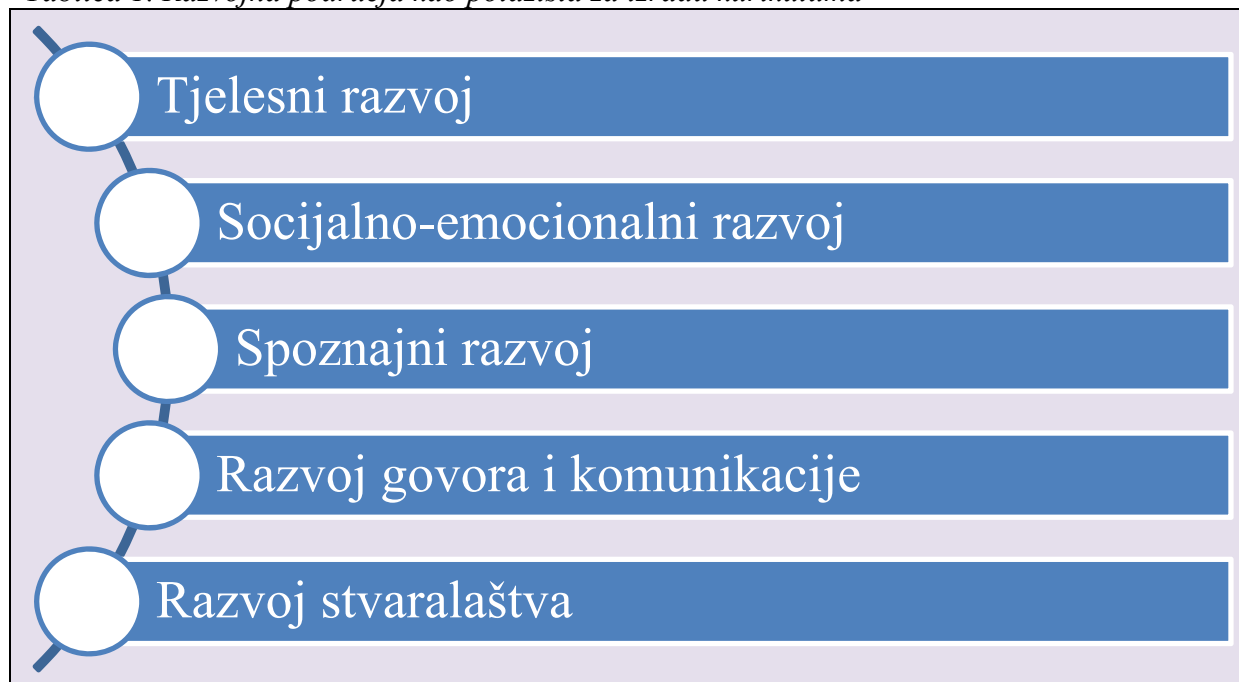 Tjelesni razvoj
Socijalno-emocionalni razvoj
Spoznajni razvoj
Razvoj govora i komunikacije
Razvoj stvaralaštva